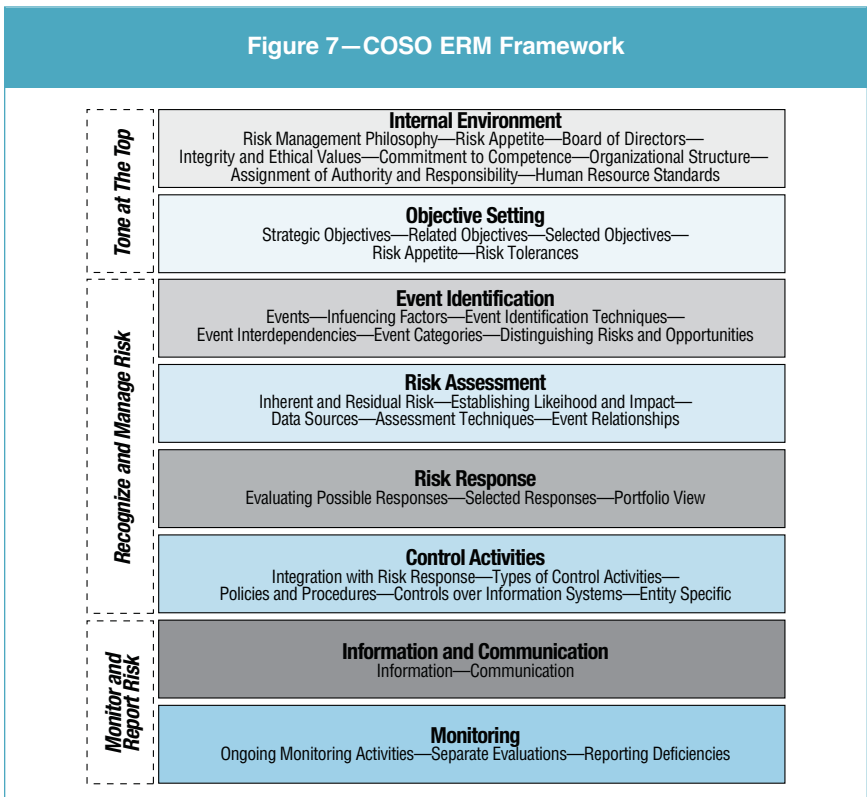 Figure 7—COSO ERM Framework
Tone at The Top
Internal Environment
Risk Management Philosophy—Risk Appetite—Board of Directors—
Integrity and Ethical Values—Commitment to Competence—Organizational Structure—
Assignment of Authority and Responsibility—Human Resource Standards
Objective Setting
Strategic Objectives—Related Objectives—Selected Objectives—
Risk Appetite—Risk Tolerances
Recognize and Manage Risk
Event Identification
Events—Infuencing Factors—Event Identification Techniques—
Event Interdependencies—Event Categories—Distinguishing Risks and Opportunities
Risk Assessment
Inherent and Residual Risk—Establishing Likeihood and Impact—
Data Sources—Assessment Techniques—Event Relationships
Risk Response
Evaluating Possible Responses—Selected Responses—Portfolio View
Control Activities
Integration with Risk Response—Types of Control Activities—
Policies and Procedures—Controls over Information Systems—Entity Specific
Monitor and
Report Risk
Information and Communication
Information—Communication
Monitoring
Ongoing Monitoring Activities—Separate Evaluations—Reporting Deficiencies